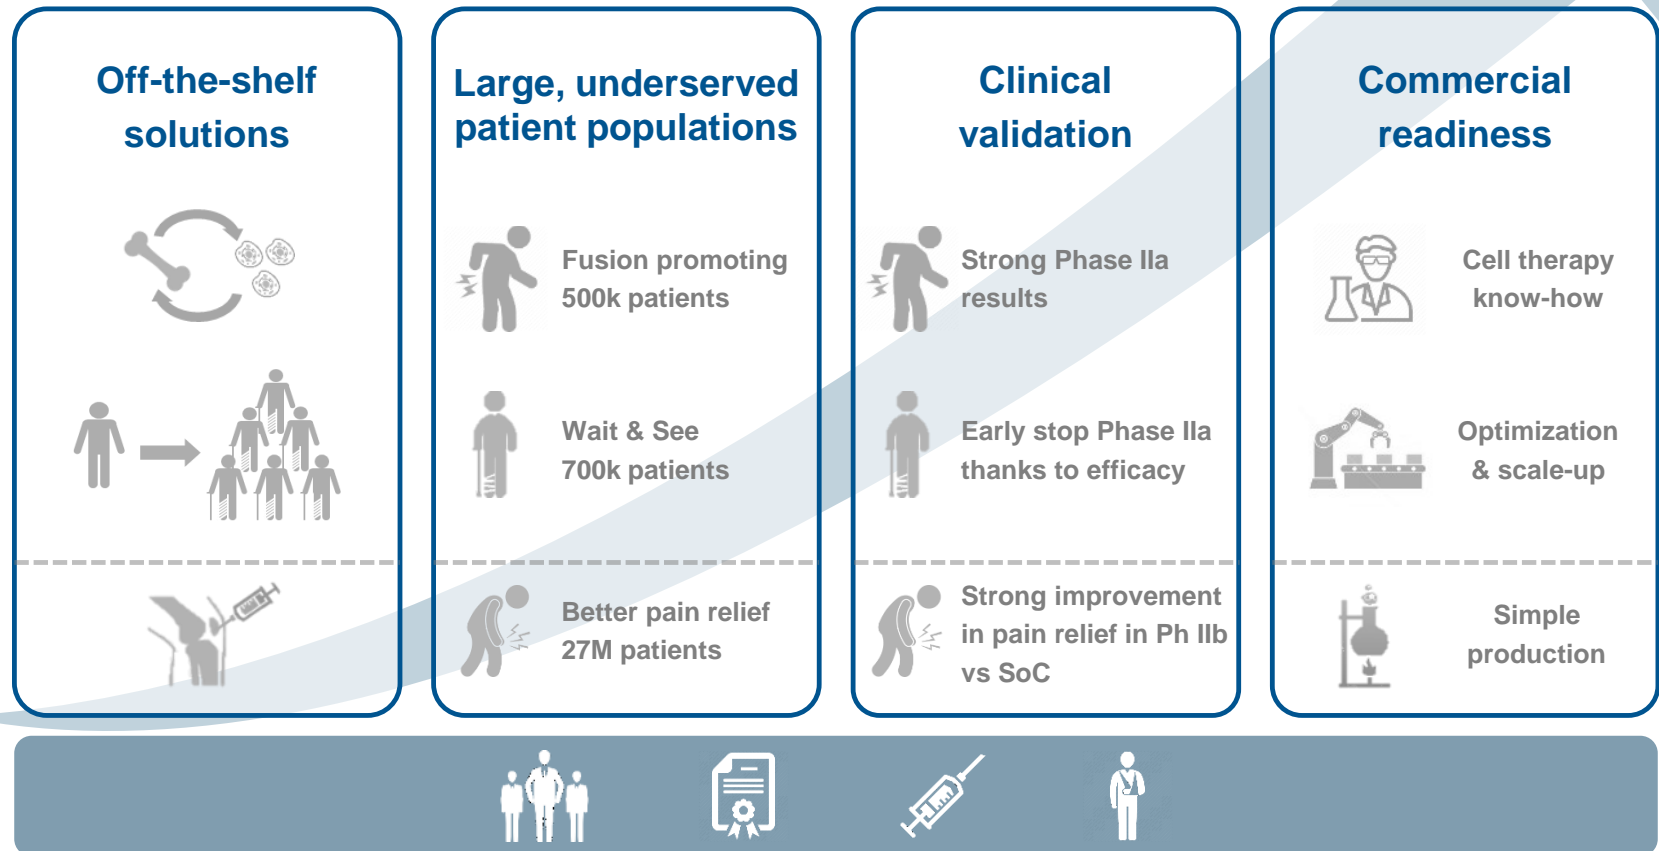 Off-the-shelf
solutions
Large, underserved
patient populations
Fusion promoting
500k patients
Wait & See
700k patients
Better pain relief
27M patients
Clinical
validation
Strong Phase IIa
results
Early stop Phase IIa
thanks to efficacy
Strong improvement
in pain relief in Ph IIb
vs SoC
Commercial
readiness
Cell therapy
know-how
Optimization
& scale-up
Simple
production